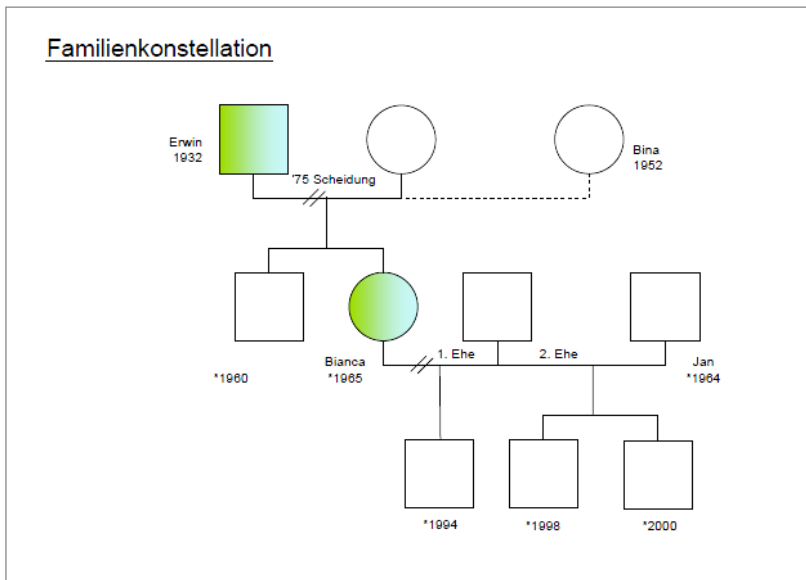 Familienkonstellation
Erwin
1932
'75 Scheidung
Bina
1952
*1960
Bianca
*1965
1. Ehe
2. Ehe
Jan
*1964
*1994
*1998
*2000